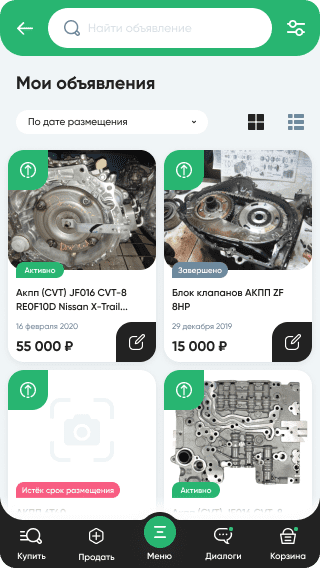 Найти объявление
Мои объявления
По дате размещения
Активно
Акпп (CVT) JF016 CVT-8
RE0F10D Nissan X-Trail...
16 февраля 2020
55 000 ₽
Завершено
Блок клапанов АКПП ZF
8HP
29 декабря 2019
15 000 ₽
Истёк срок размещения
Активно
Купить
Продать
Меню
Диалоги
Корзина